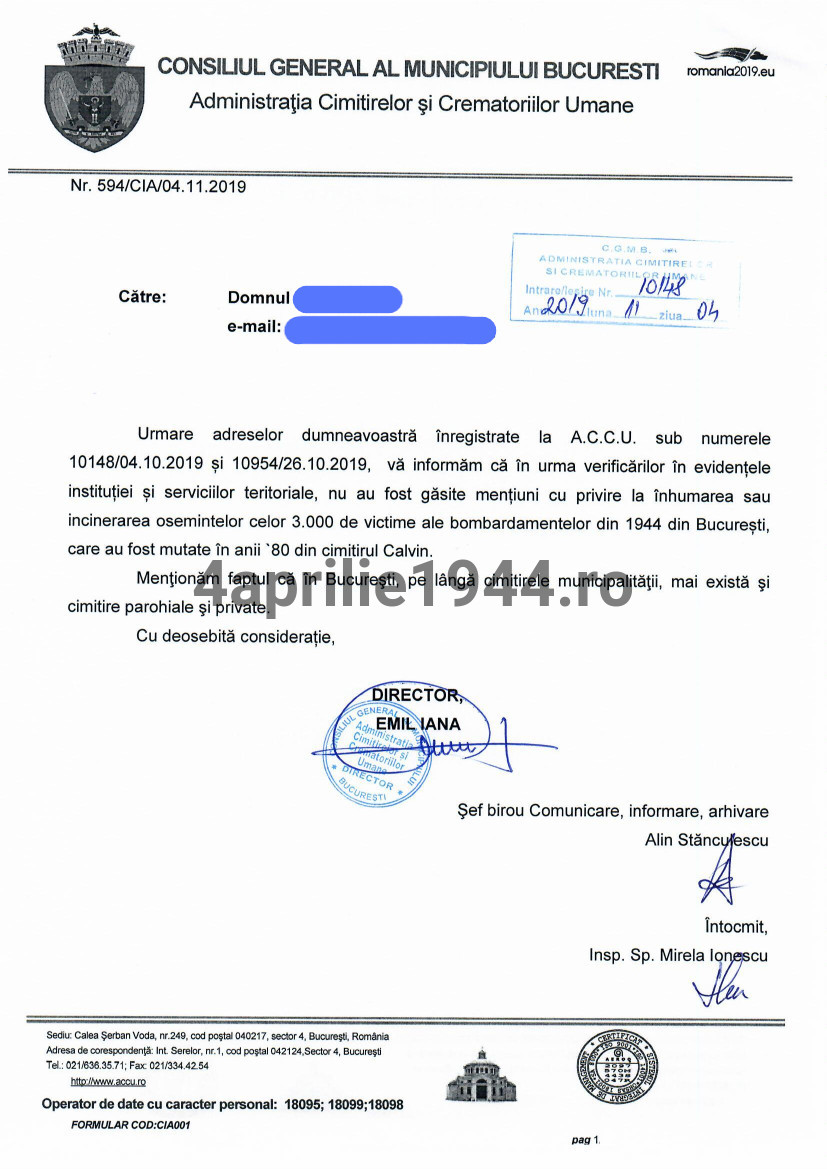 CONSILIUL GENERAL AL MUNICIPIULUI BUCURESTI
Administraţia Cimitirelor şi Crematoriilor Umane
romania2019.eu
Nr. 594/CIA/04.11.2019
C.G.M.B.
ADMINISTRATIA CIMITIRELOR
SI CREMATORIILOR UMANE
Intrare/Iesire Nr. 10148
Anul 2019 luna 11 ziua 04
Către: Domnul
e-mail:
Urmare adreselor dumneavoastră înregistrate la A.C.C.U. sub numerele
10148/04.10.2019 și 10954/26.10.2019, vă informăm că în urma verificărilor în evidențele
instituției și serviciilor teritoriale, nu au fost găsite mențiuni cu privire la înhumarea sau
incinerarea osemintelor celor 3.000 de victime ale bombardamentelor din 1944 din București,
care au fost mutate în anii `80 din cimitirul Calvin.
Menţionăm faptul că în Bucureşti, pe lângă cimitirele municipalităţii, mai există şi
cimitire parohiale şi private.
4aprilie1944.ro
Cu deosebită considerație,
DIRECTOR,
EMIL IANA
CONSILIUL GENERAL AL MUNICIPIULUI
BUCUREŞTI
Administratia
Cimitirelor si
Crematoriilor
Umane
DIRECTOR
Şef birou Comunicare, informare, arhivare
Alin Stănculescu
Întocmit,
Insp. Sp. Mirela Ionescu
Sediu: Calea Şerban Voda, nr.249, cod poştal 040217, sector 4, Bucureşti, România
Adresa de corespondenţă: Int. Serelor, nr.1, cod poştal 042124,Sector 4, Bucureşti
Tel.: 021/636.35.71; Fax: 021/334.42.54
http://www.accu.ro
Operator de date cu caracter personal: 18095; 18099;18098
FORMULAR COD:CIA001
CERTIFICAT
AEROQ
pag 1.